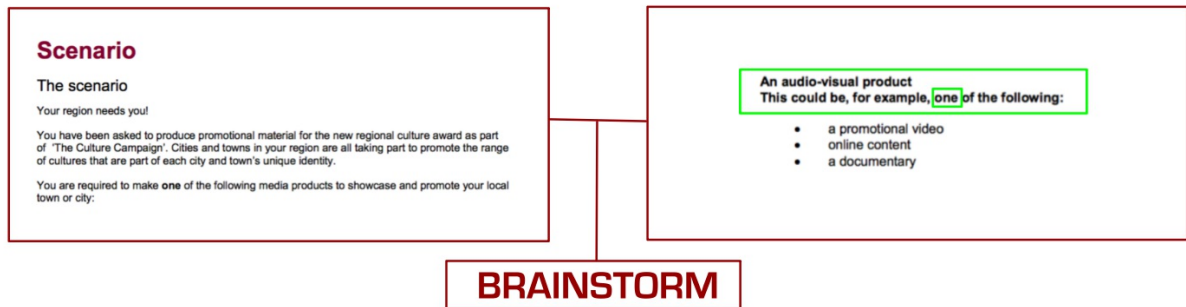 Scenario
The scenario
Your region needs you!
You have been asked to produce promotional material for the new regional culture award as part
of 'The Culture Campaign'. Cities and towns in your region are all taking part to promote the range
of cultures that are part of each city and town's unique identity.
You are required to make one of the following media products to showcase and promote your local
town or city:
An audio-visual product
This could be, for example, one of the following:
• a promotional video
• online content
• a documentary
BRAINSTORM